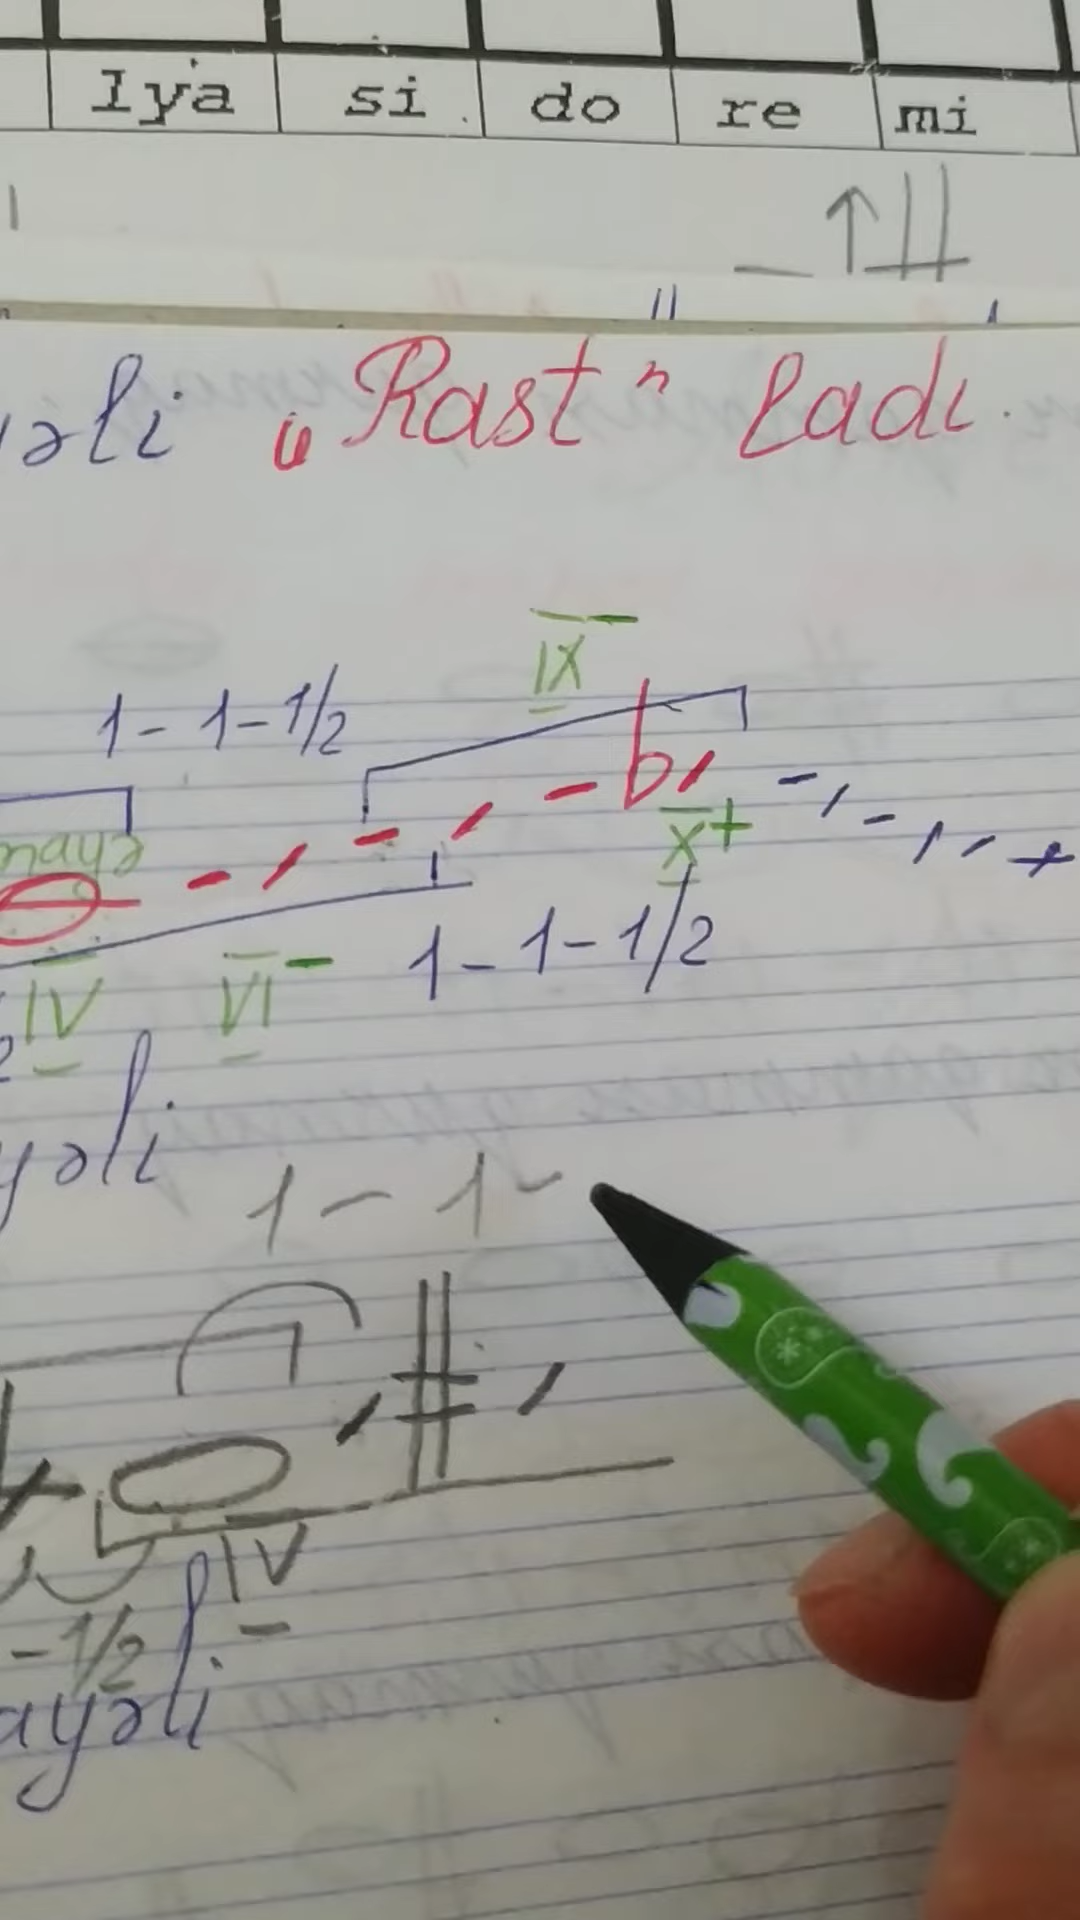 lya si do re mi
əli „Rast” ladı.
IX
1 - 1 - 1/2
b
X+
IV VI- 1 - 1 - 1/2
yəli
1 - 1 -
IV
- 1/2
ayəli